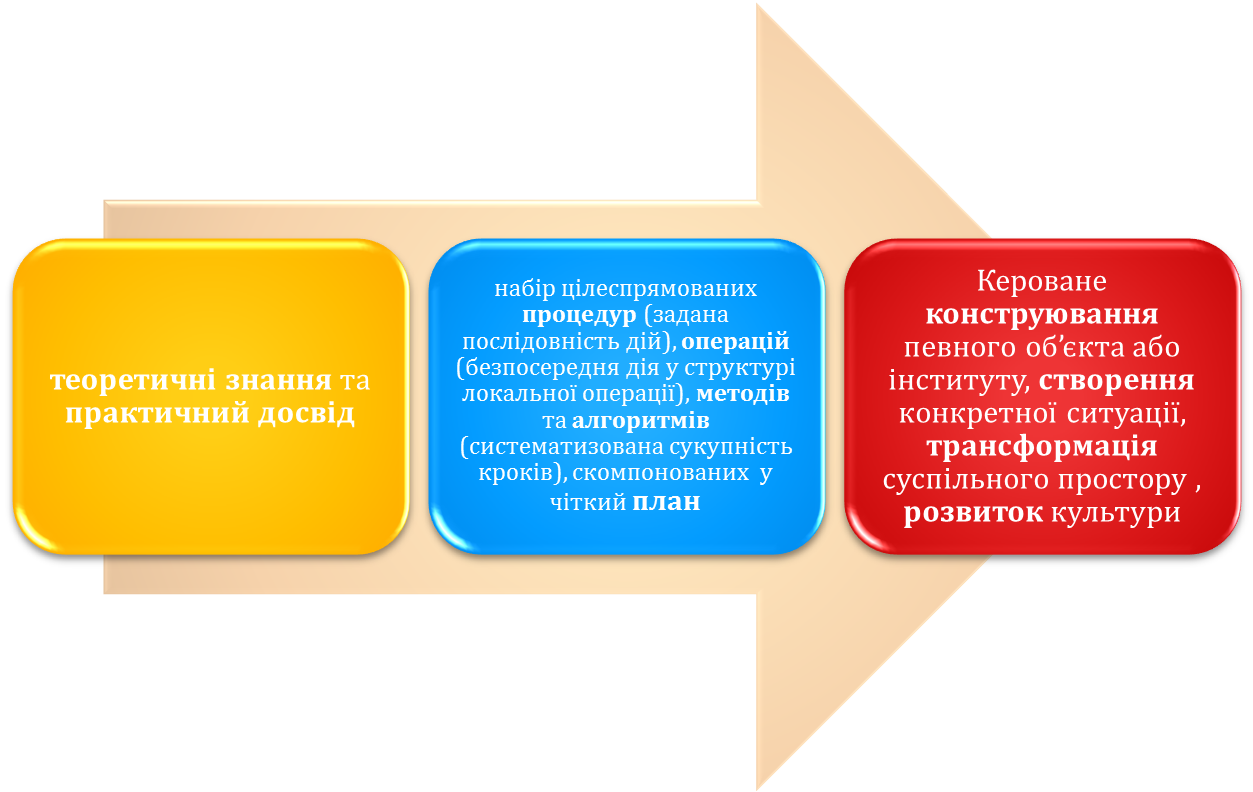 теоретичні знання та
практичний досвід
набір цілеспрямованих
процедур (задана
послідовність дій), операцій
(безпосередня дія у структурі
локальної операції), методів
та алгоритмів
(систематизована сукупність
кроків), скомпонованих у
чіткий план
Кероване
конструювання
певного об’єкта або
інституту, створення
конкретної ситуації,
трансформація
суспільного простору ,
розвиток культури